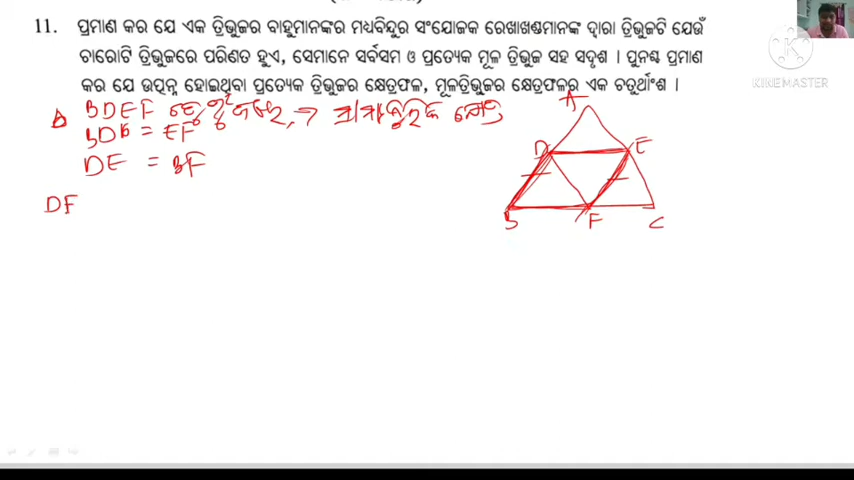 11. ପ୍ରମାଣ କର ଯେ ଏକ ତ୍ରିଭୁଜର ବାହୁମାନଙ୍କର ମଧ୍ୟବିନ୍ଦୁର ସଂଯୋଜକ ରେଖାଖଣ୍ଡମାନଙ୍କ ଦ୍ୱାରା ତ୍ରିଭୁଜଟି ଯେଉଁ
ଚାରୋଟି ତ୍ରିଭୁଜରେ ପରିଣତ ହୁଏ, ସେମାନେ ସର୍ବସମ ଓ ପ୍ରତ୍ୟେକ ମୂଳ ତ୍ରିଭୁଜ ସହ ସଦୃଶ । ପୁନଶ୍ଚ ପ୍ରମାଣ
କର ଯେ ଉତ୍ପନ୍ନ ହୋଇଥିବା ପ୍ରତ୍ୟେକ ତ୍ରିଭୁଜର କ୍ଷେତ୍ରଫଳ, ମୂଳତ୍ରିଭୁଜର କ୍ଷେତ୍ରଫଳର ଏକ ଚତୁର୍ଥାଂଶ ।
KINEMASTER
BDEF
= EF
DE = BF
DF
A
D E
B F C